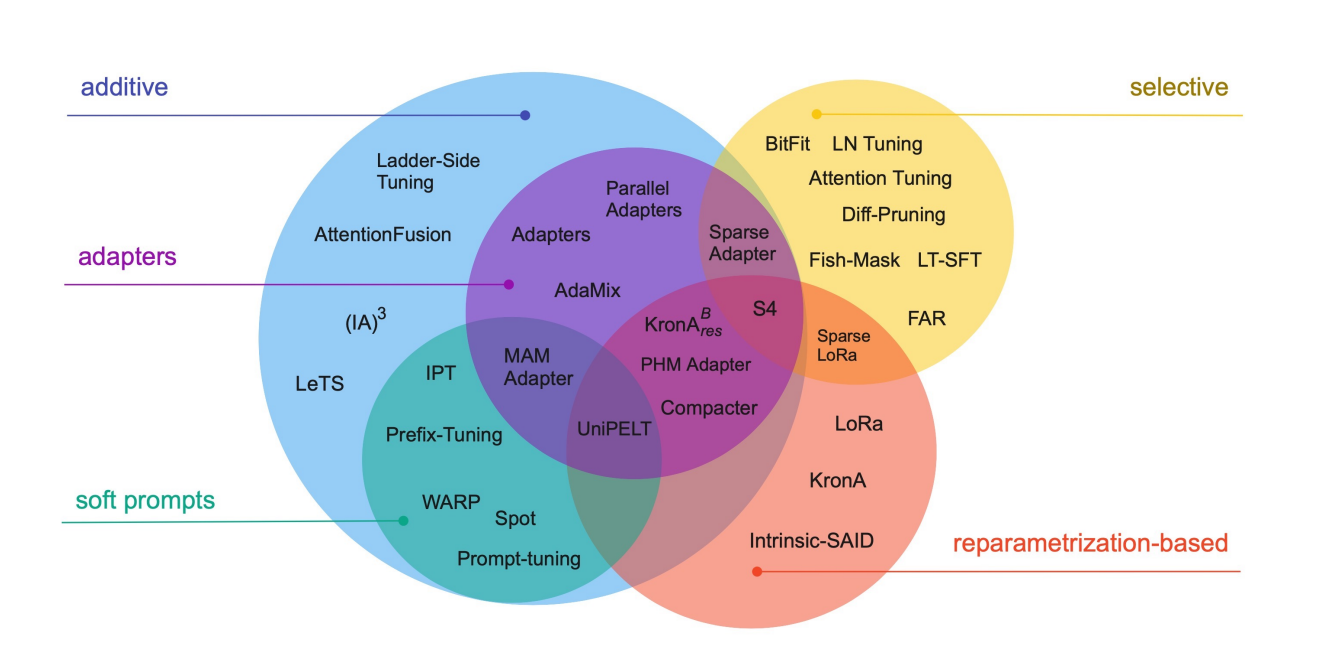 additive
selective
BitFit LN Tuning
Ladder-Side
Tuning
Attention Tuning
Parallel
Adapters
Diff-Pruning
AttentionFusion
Adapters
Sparse
Adapter
adapters
Fish-Mask LT-SFT
AdaMix
(IA)³
KronA^B_res
S4
FAR
Sparse
LoRa
MAM
Adapter
PHM Adapter
IPT
LeTS
Compacter
LoRa
Prefix-Tuning
UniPELT
KronA
soft prompts
WARP
Spot
Intrinsic-SAID
reparametrization-based
Prompt-tuning